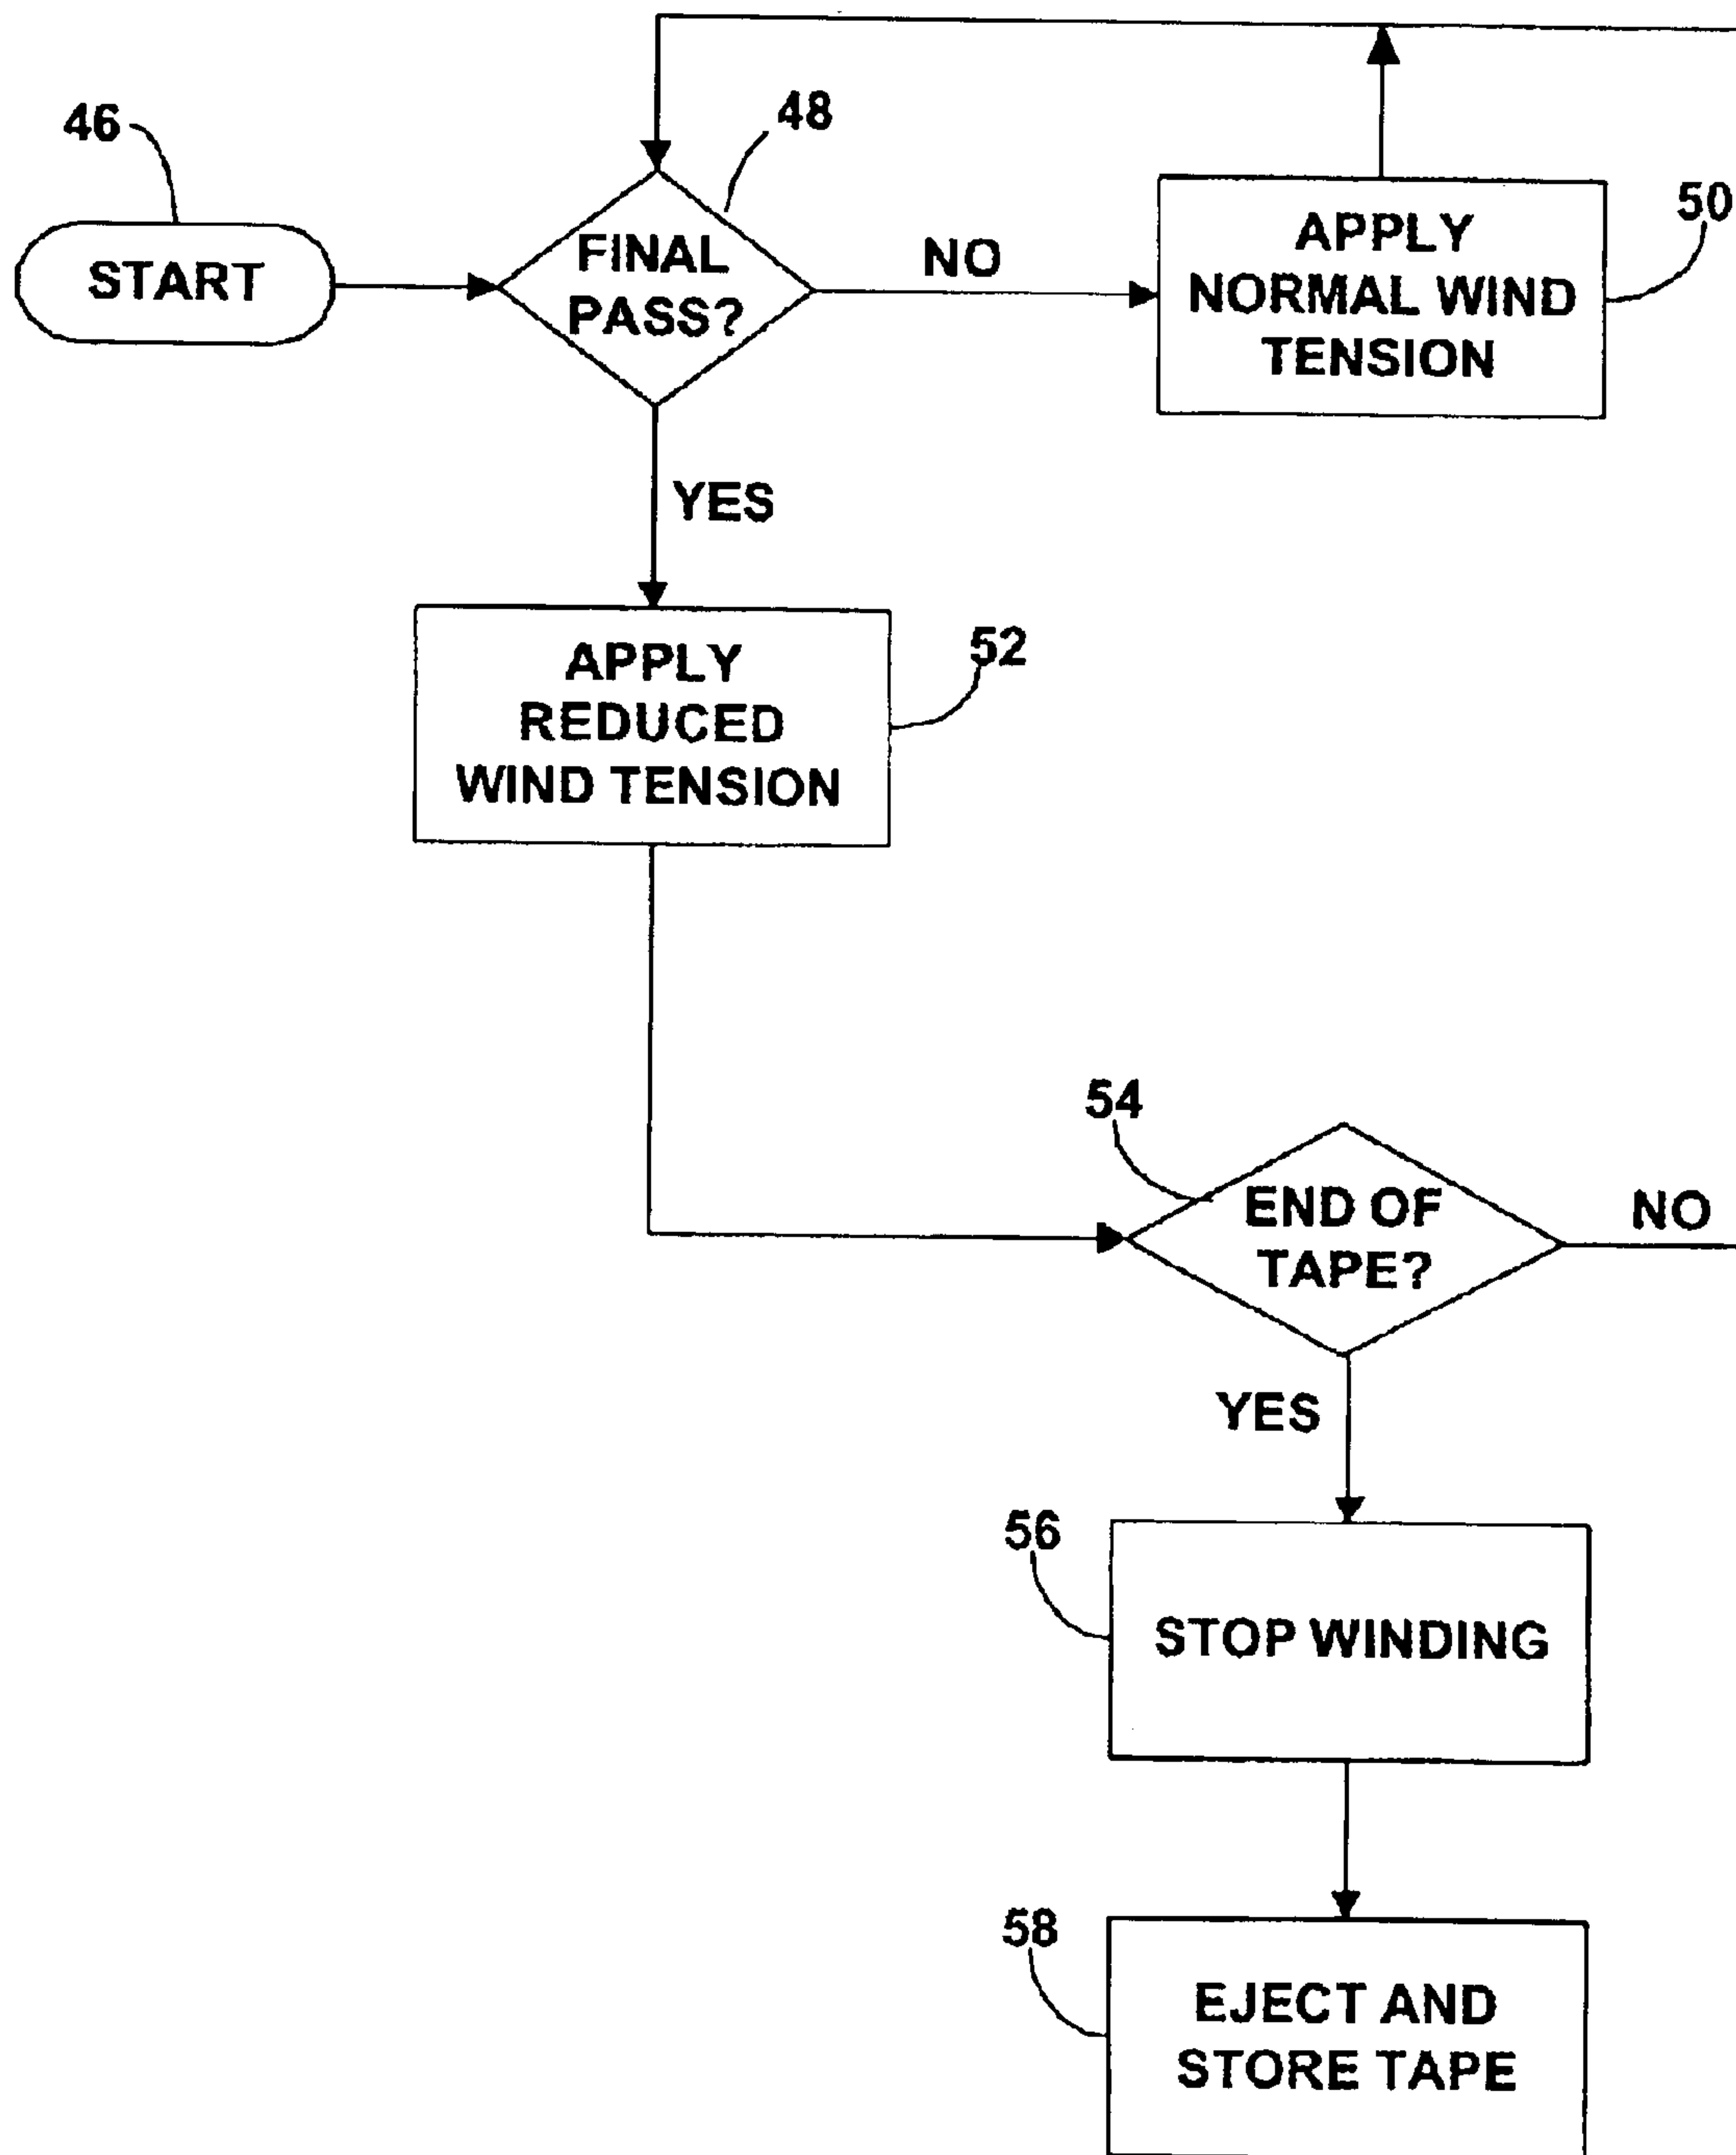 46
START
48
FINAL
PASS?
NO
50
APPLY
NORMAL WIND
TENSION
YES
52
APPLY
REDUCED
WIND TENSION
54
END OF
TAPE?
NO
YES
56
STOP WINDING
58
EJECT AND
STORE TAPE